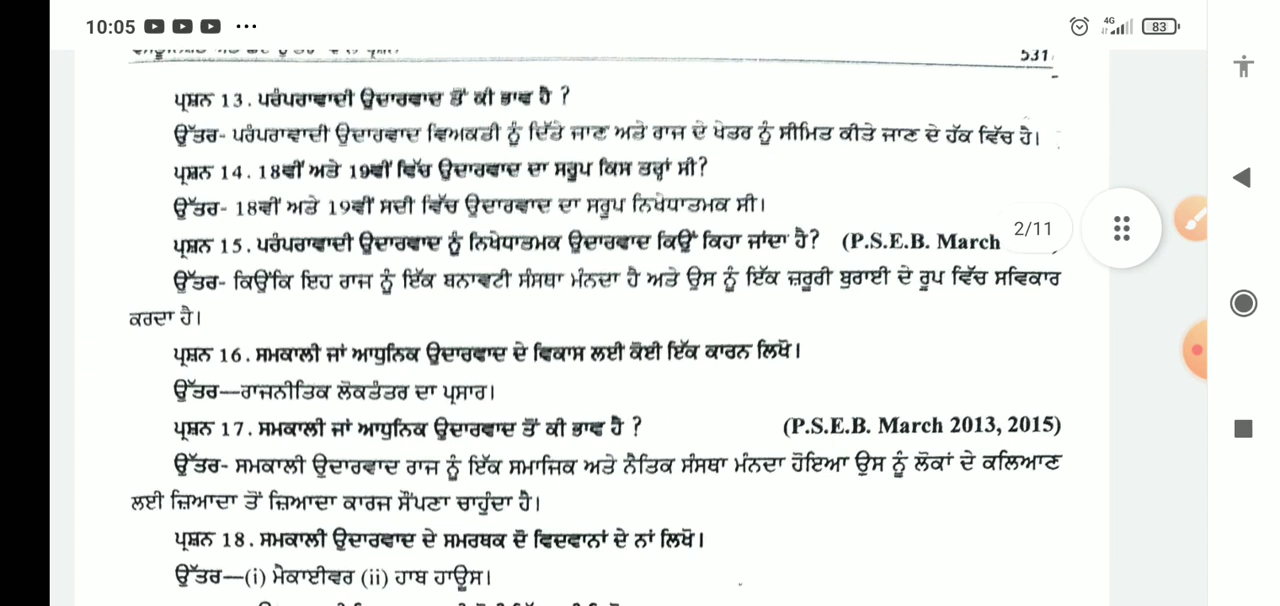 10:05
4G
83
531
ਪ੍ਰਸ਼ਨ 13. ਪਰੰਪਰਾਵਾਦੀ ਉਦਾਰਵਾਦ ਤੋਂ ਕੀ ਭਾਵ ਹੈ ?
ਉੱਤਰ- ਪਰੰਪਰਾਵਾਦੀ ਉਦਾਰਵਾਦ ਵਿਅਕਤੀ ਨੂੰ ਦਿੱਤੇ ਜਾਣ ਅਤੇ ਰਾਜ ਦੇ ਖੇਤਰ ਨੂੰ ਸੀਮਿਤ ਕੀਤੇ ਜਾਣ ਦੇ ਹੱਕ ਵਿੱਚ ਹੈ।
ਪ੍ਰਸ਼ਨ 14. 18ਵੀਂ ਅਤੇ 19ਵੀਂ ਵਿੱਚ ਉਦਾਰਵਾਦ ਦਾ ਸਰੂਪ ਕਿਸ ਤਰ੍ਹਾਂ ਸੀ?
ਉੱਤਰ- 18ਵੀਂ ਅਤੇ 19ਵੀਂ ਸਦੀ ਵਿੱਚ ਉਦਾਰਵਾਦ ਦਾ ਸਰੂਪ ਨਿਖੇਧਾਤਮਕ ਸੀ।
ਪ੍ਰਸ਼ਨ 15. ਪਰੰਪਰਾਵਾਦੀ ਉਦਾਰਵਾਦ ਨੂੰ ਨਿਖੇਧਾਤਮਕ ਉਦਾਰਵਾਦ ਕਿਉਂ ਕਿਹਾ ਜਾਂਦਾ ਹੈ? (P.S.E.B. March
2/11
ਉੱਤਰ- ਕਿਉਂਕਿ ਇਹ ਰਾਜ ਨੂੰ ਇੱਕ ਬਨਾਵਟੀ ਸੰਸਥਾ ਮੰਨਦਾ ਹੈ ਅਤੇ ਉਸ ਨੂੰ ਇੱਕ ਜ਼ਰੂਰੀ ਬੁਰਾਈ ਦੇ ਰੂਪ ਵਿੱਚ ਸਵਿਕਾਰ
ਕਰਦਾ ਹੈ।
ਪ੍ਰਸ਼ਨ 16. ਸਮਕਾਲੀ ਜਾਂ ਆਧੁਨਿਕ ਉਦਾਰਵਾਦ ਦੇ ਵਿਕਾਸ ਲਈ ਕੋਈ ਇੱਕ ਕਾਰਨ ਲਿਖੋ।
ਉੱਤਰ—ਰਾਜਨੀਤਿਕ ਲੋਕਤੰਤਰ ਦਾ ਪ੍ਰਸਾਰ।
ਪ੍ਰਸ਼ਨ 17. ਸਮਕਾਲੀ ਜਾਂ ਆਧੁਨਿਕ ਉਦਾਰਵਾਦ ਤੋਂ ਕੀ ਭਾਵ ਹੈ ? (P.S.E.B. March 2013, 2015)
ਉੱਤਰ- ਸਮਕਾਲੀ ਉਦਾਰਵਾਦ ਰਾਜ ਨੂੰ ਇੱਕ ਸਮਾਜਿਕ ਅਤੇ ਨੈਤਿਕ ਸੰਸਥਾ ਮੰਨਦਾ ਹੋਇਆ ਉਸ ਨੂੰ ਲੋਕਾਂ ਦੇ ਕਲਿਆਣ
ਲਈ ਜ਼ਿਆਦਾ ਤੋਂ ਜ਼ਿਆਦਾ ਕਾਰਜ ਸੌਂਪਣਾ ਚਾਹੁੰਦਾ ਹੈ।
ਪ੍ਰਸ਼ਨ 18. ਸਮਕਾਲੀ ਉਦਾਰਵਾਦ ਦੇ ਸਮਰਥਕ ਦੋ ਵਿਦਵਾਨਾਂ ਦੇ ਨਾਂ ਲਿਖੋ।
ਉੱਤਰ—(i) ਮੈਕਾਈਵਰ (ii) ਹਾਬ ਹਾਊਸ।